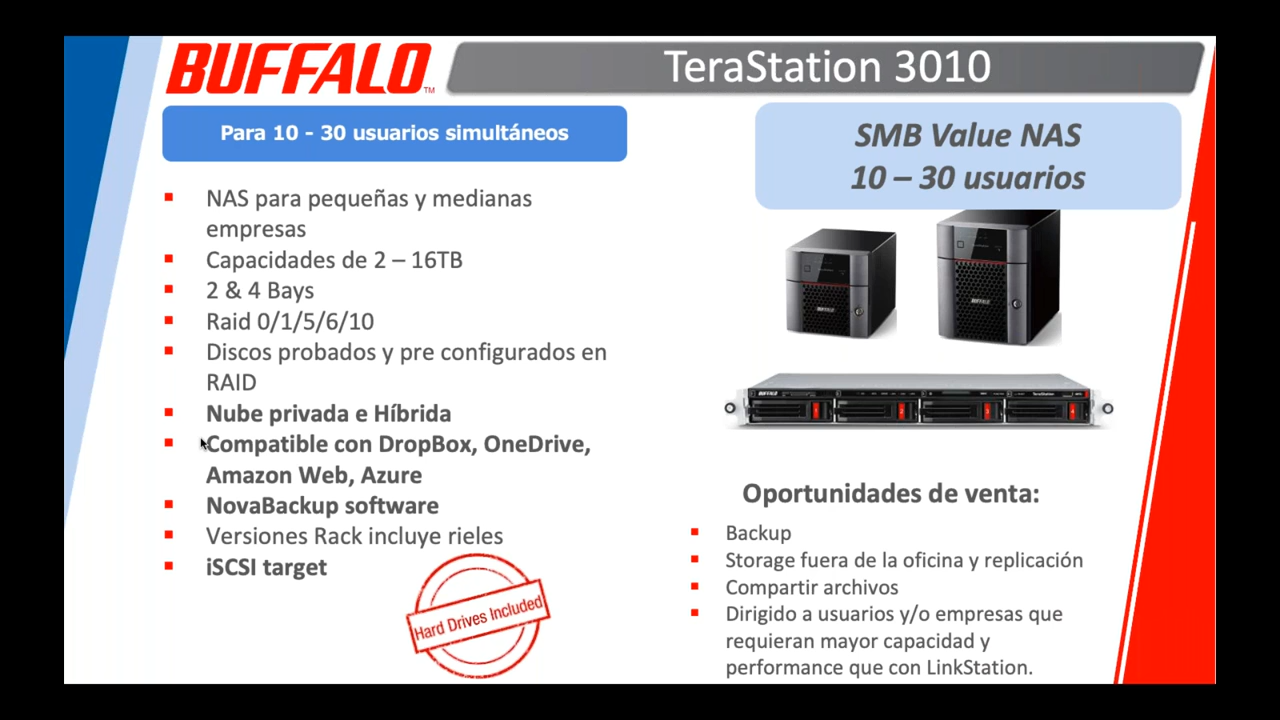 BUFFALO™
TeraStation 3010
Para 10 - 30 usuarios simultáneos
NAS para pequeñas y medianas
empresas
Capacidades de 2 – 16TB
2 & 4 Bays
Raid 0/1/5/6/10
Discos probados y pre configurados en
RAID
Nube privada e Híbrida
Compatible con DropBox, OneDrive,
Amazon Web, Azure
NovaBackup software
Versiones Rack incluye rieles
iSCSI target
Hard Drives Included
SMB Value NAS
10 – 30 usuarios
BUFFALO
BUFFALO
BUFFALO
TeraStation
Oportunidades de venta:
Backup
Storage fuera de la oficina y replicación
Compartir archivos
Dirigido a usuarios y/o empresas que
requieran mayor capacidad y
performance que con LinkStation.